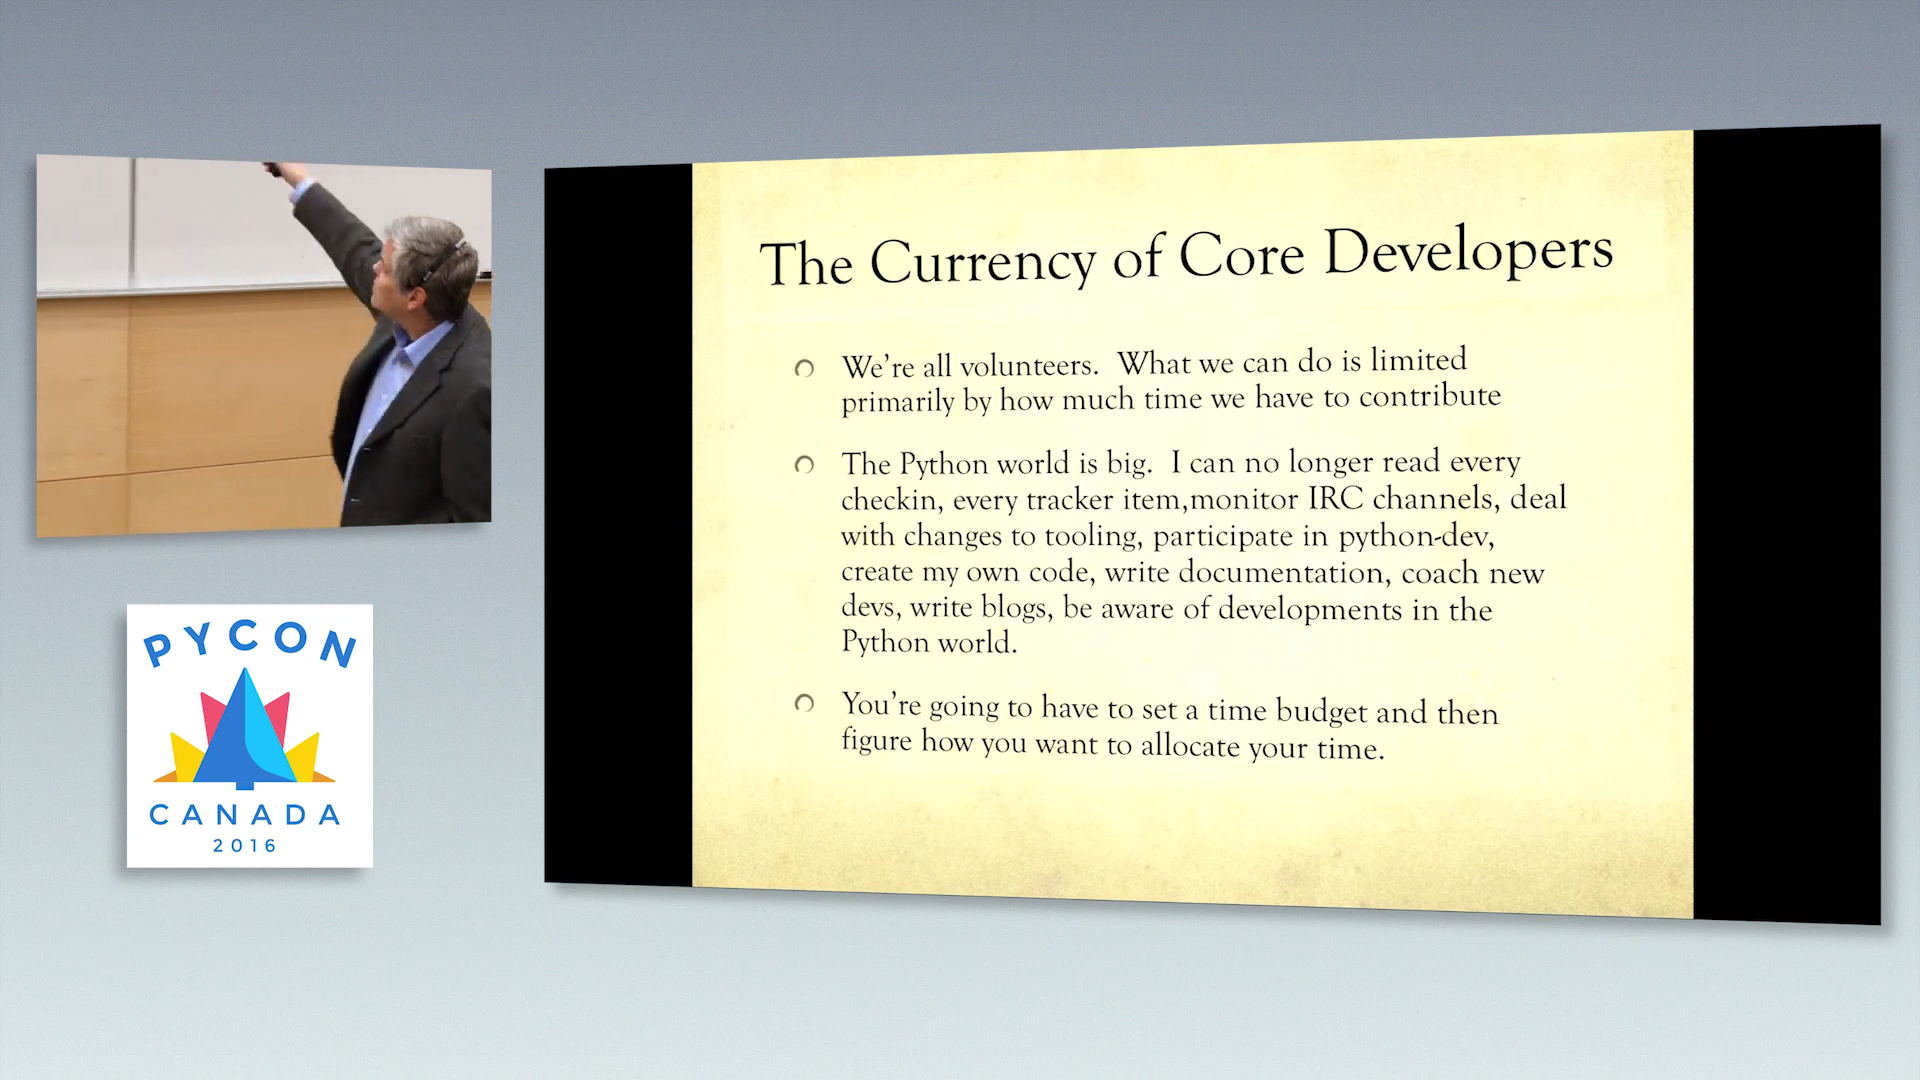 The Currency of Core Developers
We're all volunteers.  What we can do is limited
primarily by how much time we have to contribute
The Python world is big.  I can no longer read every
checkin, every tracker item,monitor IRC channels, deal
with changes to tooling, participate in python-dev,
create my own code, write documentation, coach new
devs, write blogs, be aware of developments in the
Python world.
You're going to have to set a time budget and then
figure how you want to allocate your time.
PYCON
CANADA
2016